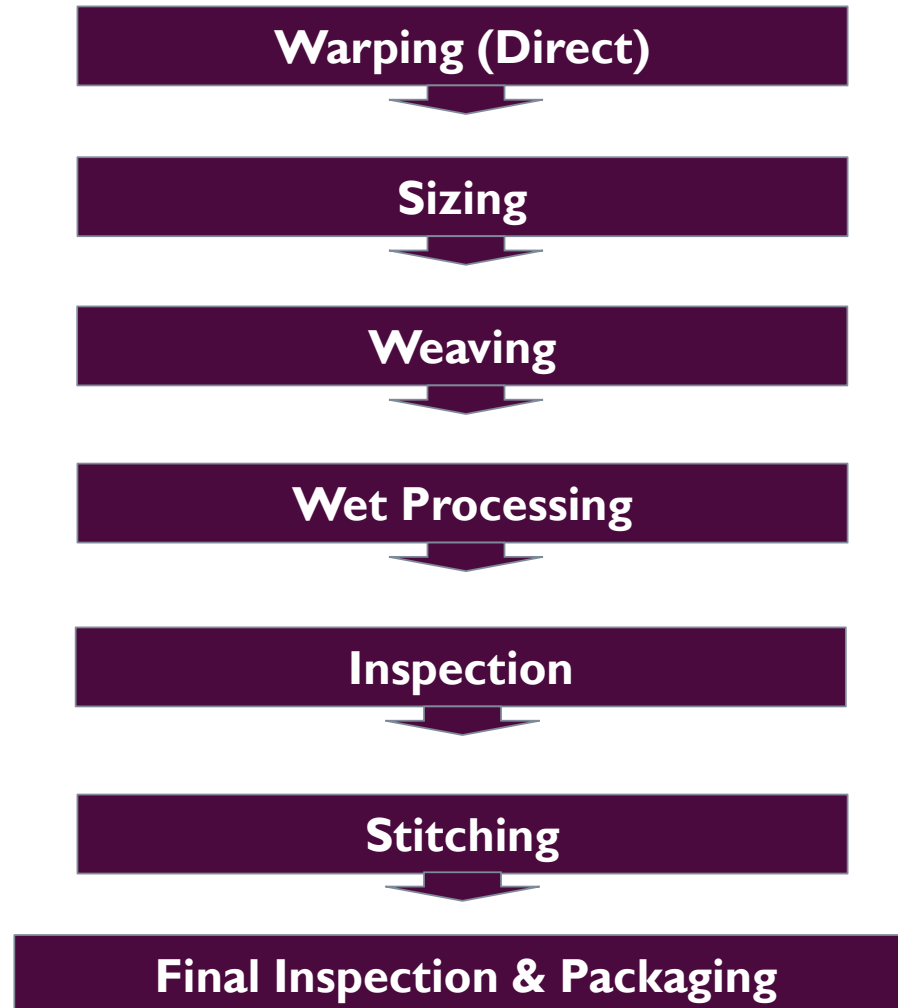 Warping (Direct)
Sizing
Weaving
Wet Processing
Inspection
Stitching
Final Inspection & Packaging